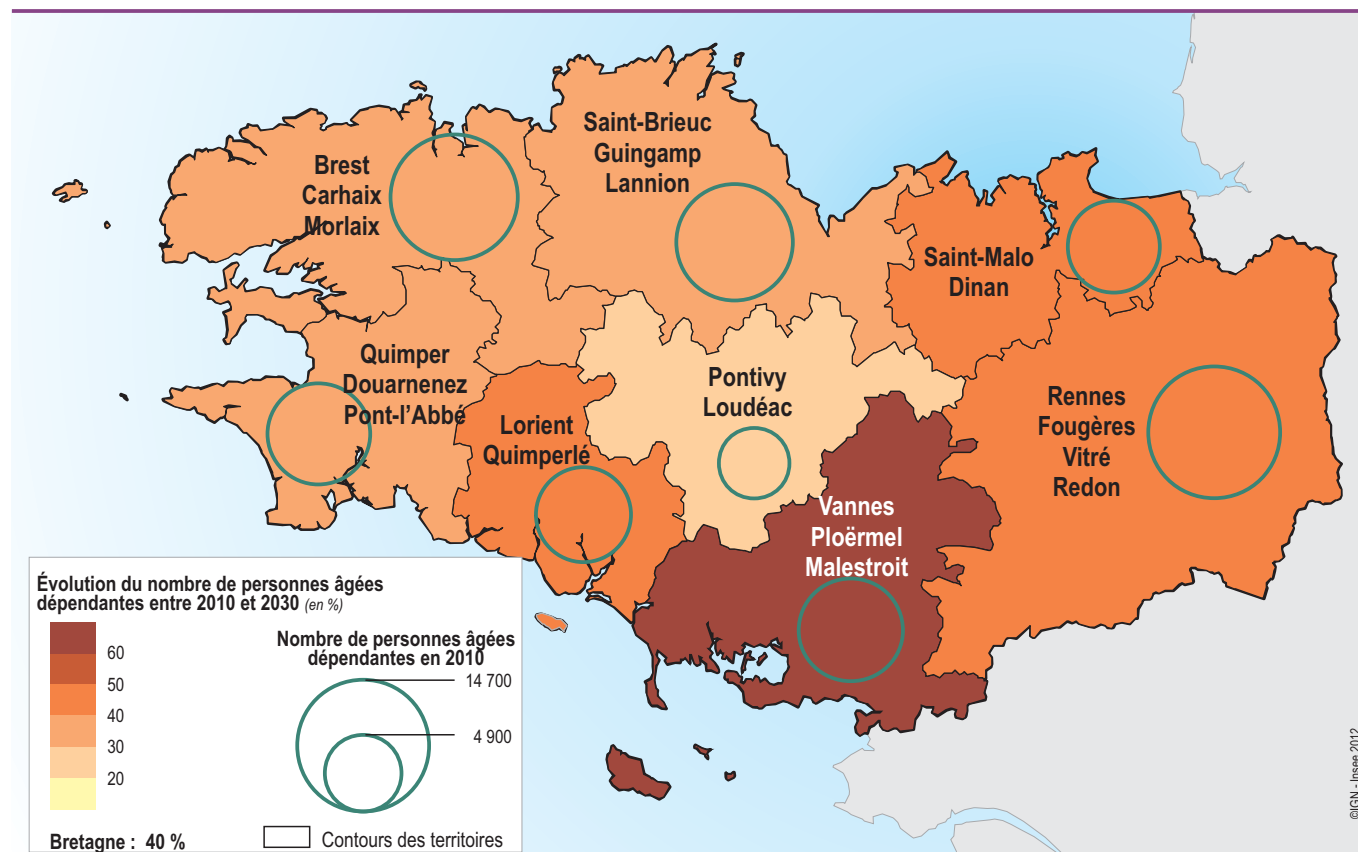 Saint-Brieuc
Guingamp
Lannion
Brest
Carhaix
Morlaix
Saint-Malo
Dinan
Quimper
Douarnenez
Pont-l'Abbé
Pontivy
Loudéac
Rennes
Fougères
Vitré
Redon
Lorient
Quimperlé
Vannes
Ploërmel
Malestroit
Évolution du nombre de personnes âgées
dépendantes entre 2010 et 2030 (en %)
60
50
40
30
20
Nombre de personnes âgées
dépendantes en 2010
14 700
4 900
Bretagne : 40 %
Contours des territoires
©IGN - Insee 2012